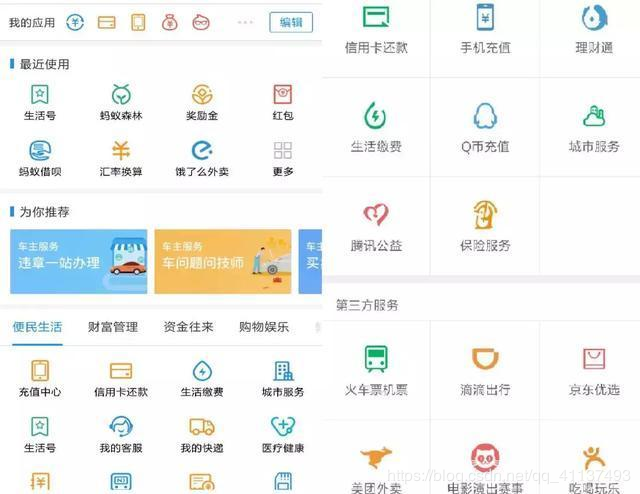 我的应用
编辑
最近使用
生活号 蚂蚁森林 奖励金 红包
蚂蚁借呗 汇率换算 饿了么外卖 更多
为你推荐
车主服务
违章一站办理
车主服务
车问题问技师
车主
买
便民生活 财富管理 资金往来 购物娱乐
充值中心 信用卡还款 生活缴费 城市服务
生活号 我的客服 我的快递 医疗健康
信用卡还款 手机充值 理财通
生活缴费 Q币充值 城市服务
腾讯公益 保险服务
第三方服务
火车票机票 滴滴出行 京东优选
美团外卖 电影演出赛事 吃喝玩乐
https://blog.csdn.net/qq_41137493